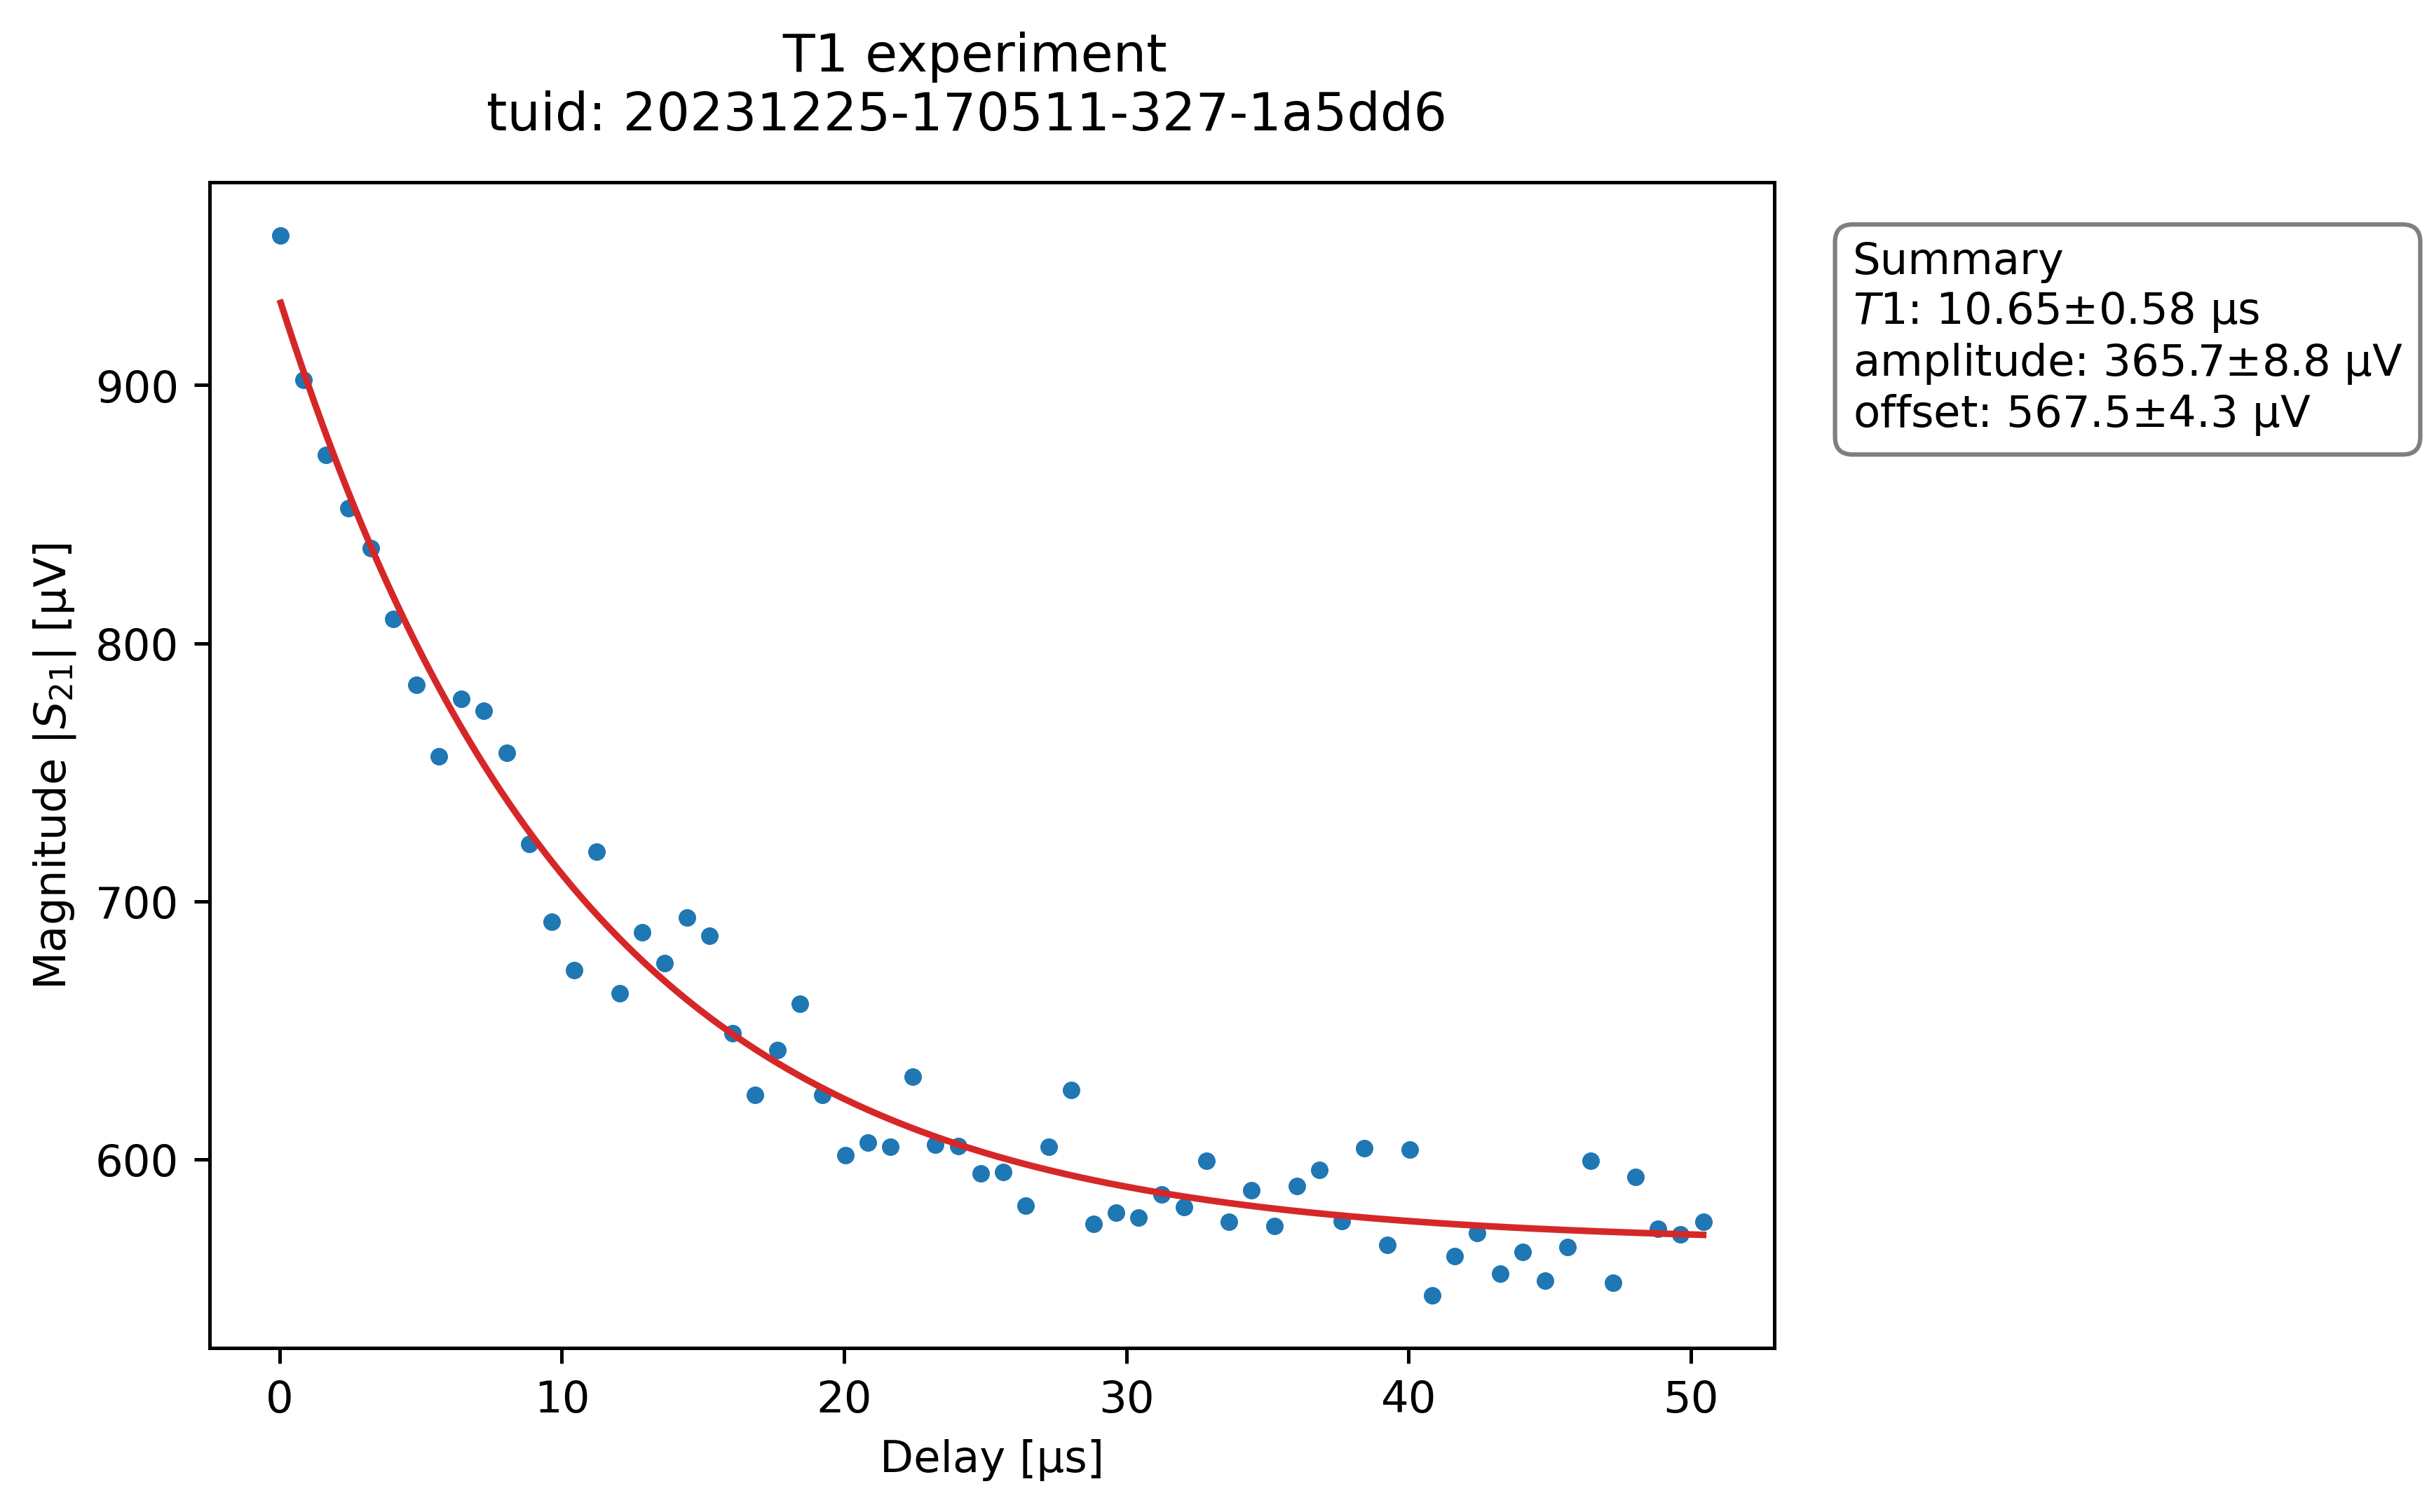 T1 experiment
tuid: 20231225-170511-327-1a5dd6
Summary
T1: 10.65±0.58 µs
amplitude: 365.7±8.8 µV
offset: 567.5±4.3 µV
Magnitude |S21| [µV]
900
800
700
600
0 10 20 30 40 50
Delay [µs]